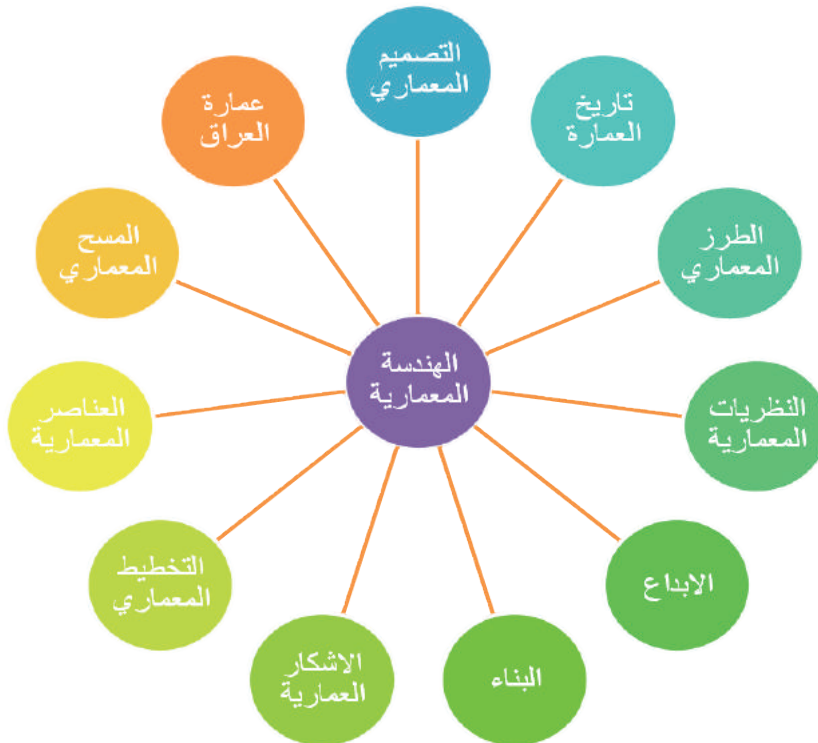 التصميم
المعماري
تاريخ
العمارة
الطرز
المعماري
النظريات
المعمارية
الابداع
البناء
الاشكار
العمارية
التخطيط
المعماري
العناصر
المعمارية
المسح
المعماري
عمارة
العراق
الهندسة
المعمارية